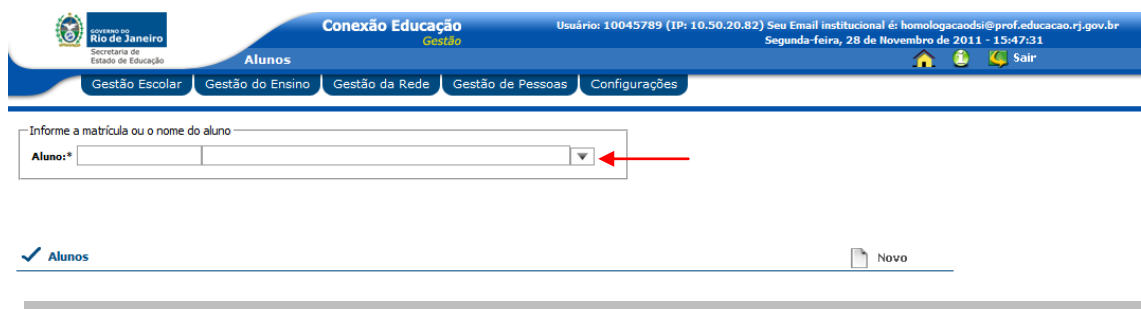 GOVERNO DO
Rio de Janeiro
Secretaria de
Estado de Educação
Alunos
Conexão Educação
Gestão
Usuário: 10045789 (IP: 10.50.20.82) Seu Email institucional é: homologacaodsi@prof.educacao.rj.gov.br
Segunda-feira, 28 de Novembro de 2011 - 15:47:31
Sair
Gestão Escolar Gestão do Ensino Gestão da Rede Gestão de Pessoas Configurações
Informe a matrícula ou o nome do aluno
Aluno:*
Alunos
Novo